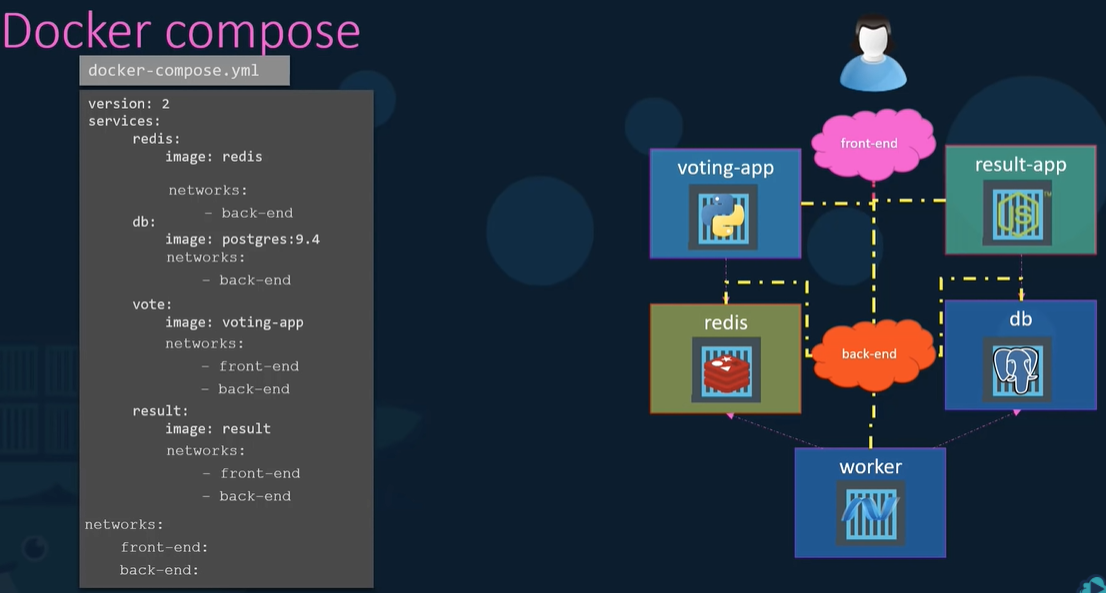 Docker compose
docker-compose.yml
version: 2
services:
redis:
image: redis
networks:
- back-end
db:
image: postgres:9.4
networks:
- back-end
vote:
image: voting-app
networks:
- front-end
- back-end
result:
image: result
networks:
- front-end
- back-end
networks:
front-end:
back-end:
front-end
voting-app
result-app
JS
TM
redis
back-end
db
worker